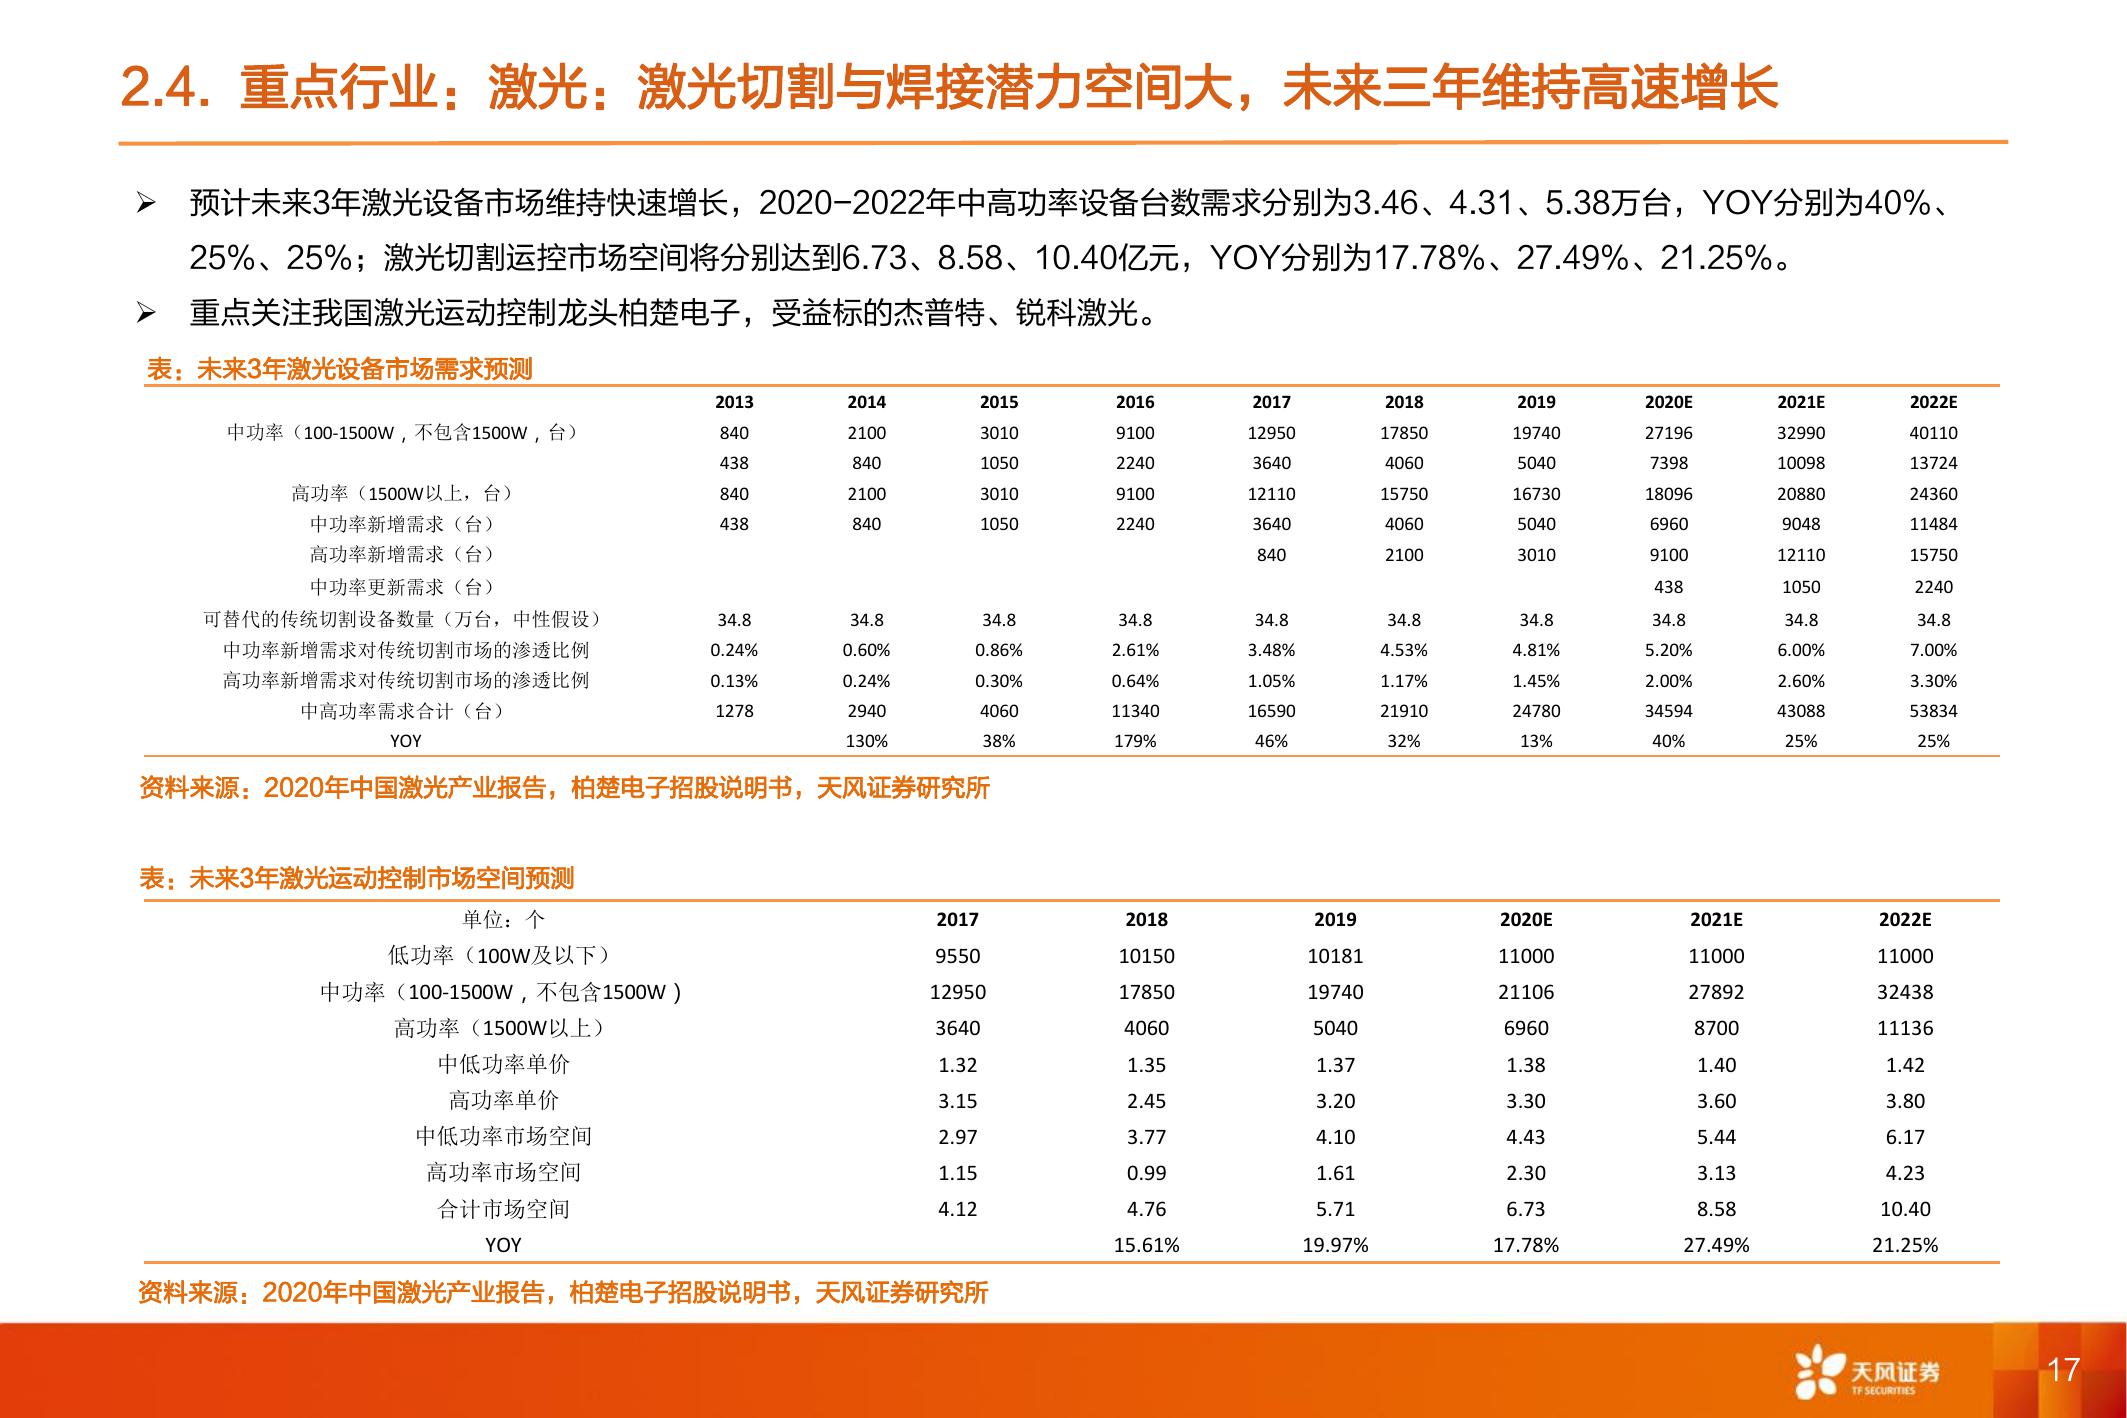 2.4. 重点行业：激光：激光切割与焊接潜力空间大，未来三年维持高速增长
➢ 预计未来3年激光设备市场维持快速增长，2020-2022年中高功率设备台数需求分别为3.46、4.31、5.38万台，YOY分别为40%、
25%、25%；激光切割运控市场空间将分别达到6.73、8.58、10.40亿元，YOY分别为17.78%、27.49%、21.25%。
➢ 重点关注我国激光运动控制龙头柏楚电子，受益标的杰普特、锐科激光。
表：未来3年激光设备市场需求预测
2013 2014 2015 2016 2017 2018 2019 2020E 2021E 2022E
中功率（100-1500W，不包含1500W，台） 840 2100 3010 9100 12950 17850 19740 27196 32990 40110
438 840 1050 2240 3640 4060 5040 7398 10098 13724
高功率（1500W以上，台） 840 2100 3010 9100 12110 15750 16730 18096 20880 24360
中功率新增需求（台） 438 840 1050 2240 3640 4060 5040 6960 9048 11484
高功率新增需求（台） 840 2100 3010 9100 12110 15750
中功率更新需求（台） 438 1050 2240
可替代的传统切割设备数量（万台，中性假设） 34.8 34.8 34.8 34.8 34.8 34.8 34.8 34.8 34.8 34.8
中功率新增需求对传统切割市场的渗透比例 0.24% 0.60% 0.86% 2.61% 3.48% 4.53% 4.81% 5.20% 6.00% 7.00%
高功率新增需求对传统切割市场的渗透比例 0.13% 0.24% 0.30% 0.64% 1.05% 1.17% 1.45% 2.00% 2.60% 3.30%
中高功率需求合计（台） 1278 2940 4060 11340 16590 21910 24780 34594 43088 53834
YOY 130% 38% 179% 46% 32% 13% 40% 25% 25%
资料来源：2020年中国激光产业报告，柏楚电子招股说明书，天风证券研究所
表：未来3年激光运动控制市场空间预测
单位：个 2017 2018 2019 2020E 2021E 2022E
低功率（100W及以下） 9550 10150 10181 11000 11000 11000
中功率（100-1500W，不包含1500W） 12950 17850 19740 21106 27892 32438
高功率（1500W以上） 3640 4060 5040 6960 8700 11136
中低功率单价 1.32 1.35 1.37 1.38 1.40 1.42
高功率单价 3.15 2.45 3.20 3.30 3.60 3.80
中低功率市场空间 2.97 3.77 4.10 4.43 5.44 6.17
高功率市场空间 1.15 0.99 1.61 2.30 3.13 4.23
合计市场空间 4.12 4.76 5.71 6.73 8.58 10.40
YOY 15.61% 19.97% 17.78% 27.49% 21.25%
资料来源：2020年中国激光产业报告，柏楚电子招股说明书，天风证券研究所
天风证券
TF SECURITIES
17